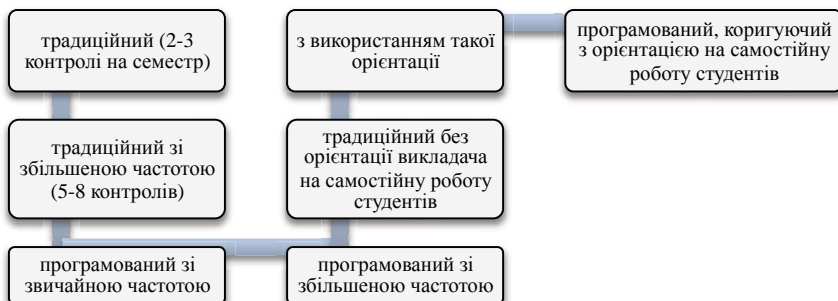 традиційний (2-3
контролі на семестр)
традиційний зі
збільшеною частотою
(5-8 контролів)
програмований зі
звичайною частотою
програмований зі
збільшеною частотою
традиційний без
орієнтації викладача
на самостійну роботу
студентів
з використанням такої
орієнтації
програмований, коригуючий
з орієнтацією на самостійну
роботу студентів